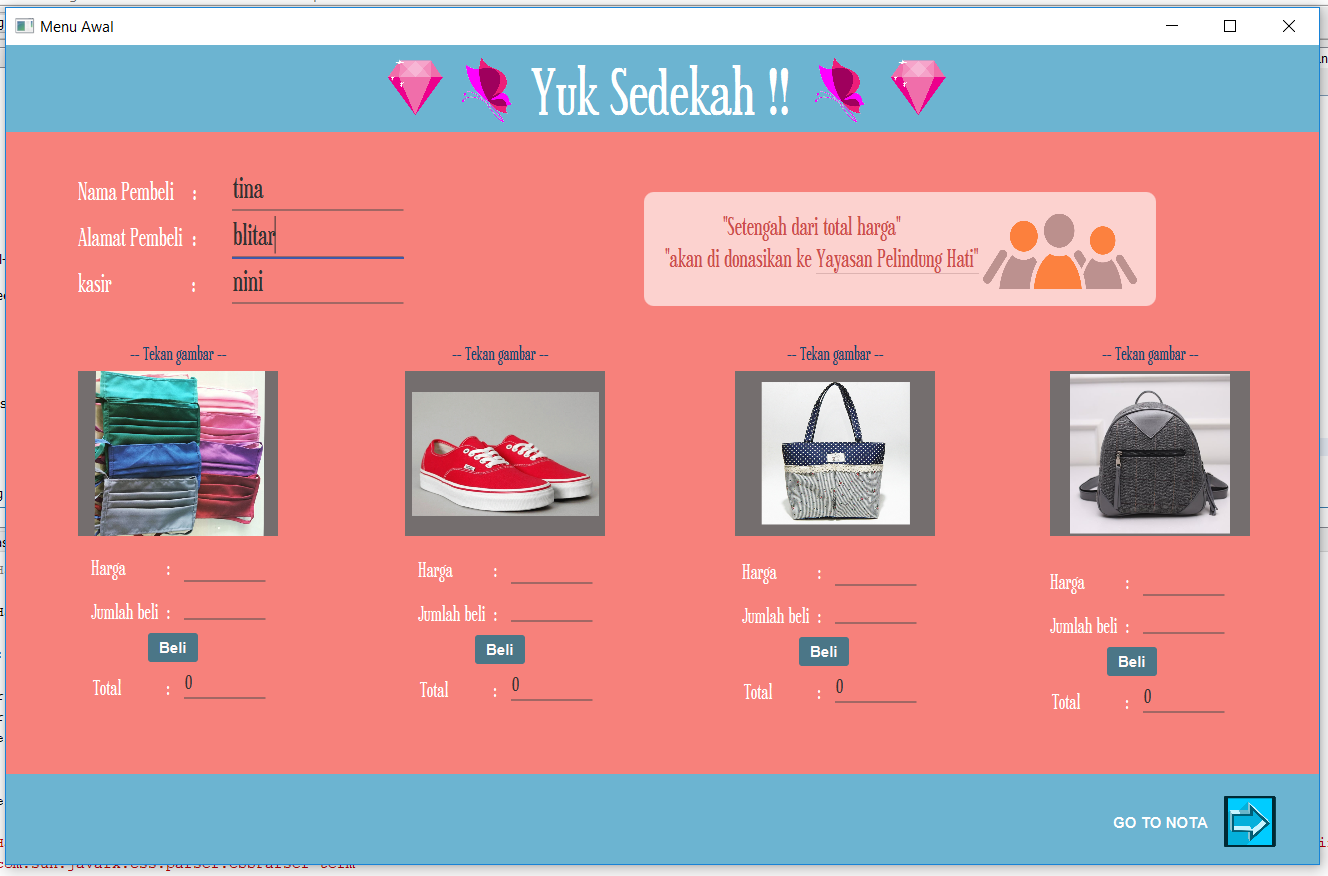 Menu Awal
Yuk Sedekah !!
Nama Pembeli : tina
Alamat Pembeli : blitar
kasir : nini
"Setengah dari total harga"
"akan di donasikan ke Yayasan Pelindung Hati"
-- Tekan gambar -- -- Tekan gambar -- -- Tekan gambar -- -- Tekan gambar --
Harga : Harga : Harga : Harga :
Jumlah beli : Jumlah beli : Jumlah beli : Jumlah beli :
Beli Beli Beli Beli
Total : 0 Total : 0 Total : 0 Total : 0
GO TO NOTA